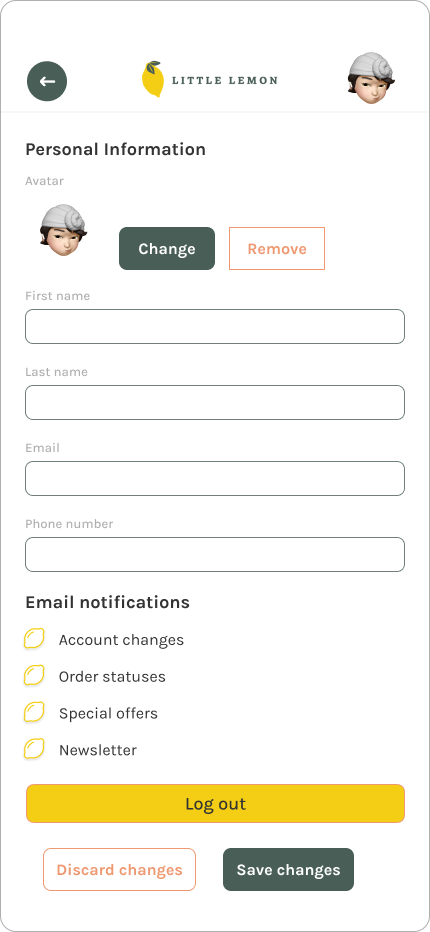 LITTLE LEMON
Personal Information
Avatar
Change
Remove
First name
Last name
Email
Phone number
Email notifications
Account changes
Order statuses
Special offers
Newsletter
Log out
Discard changes
Save changes